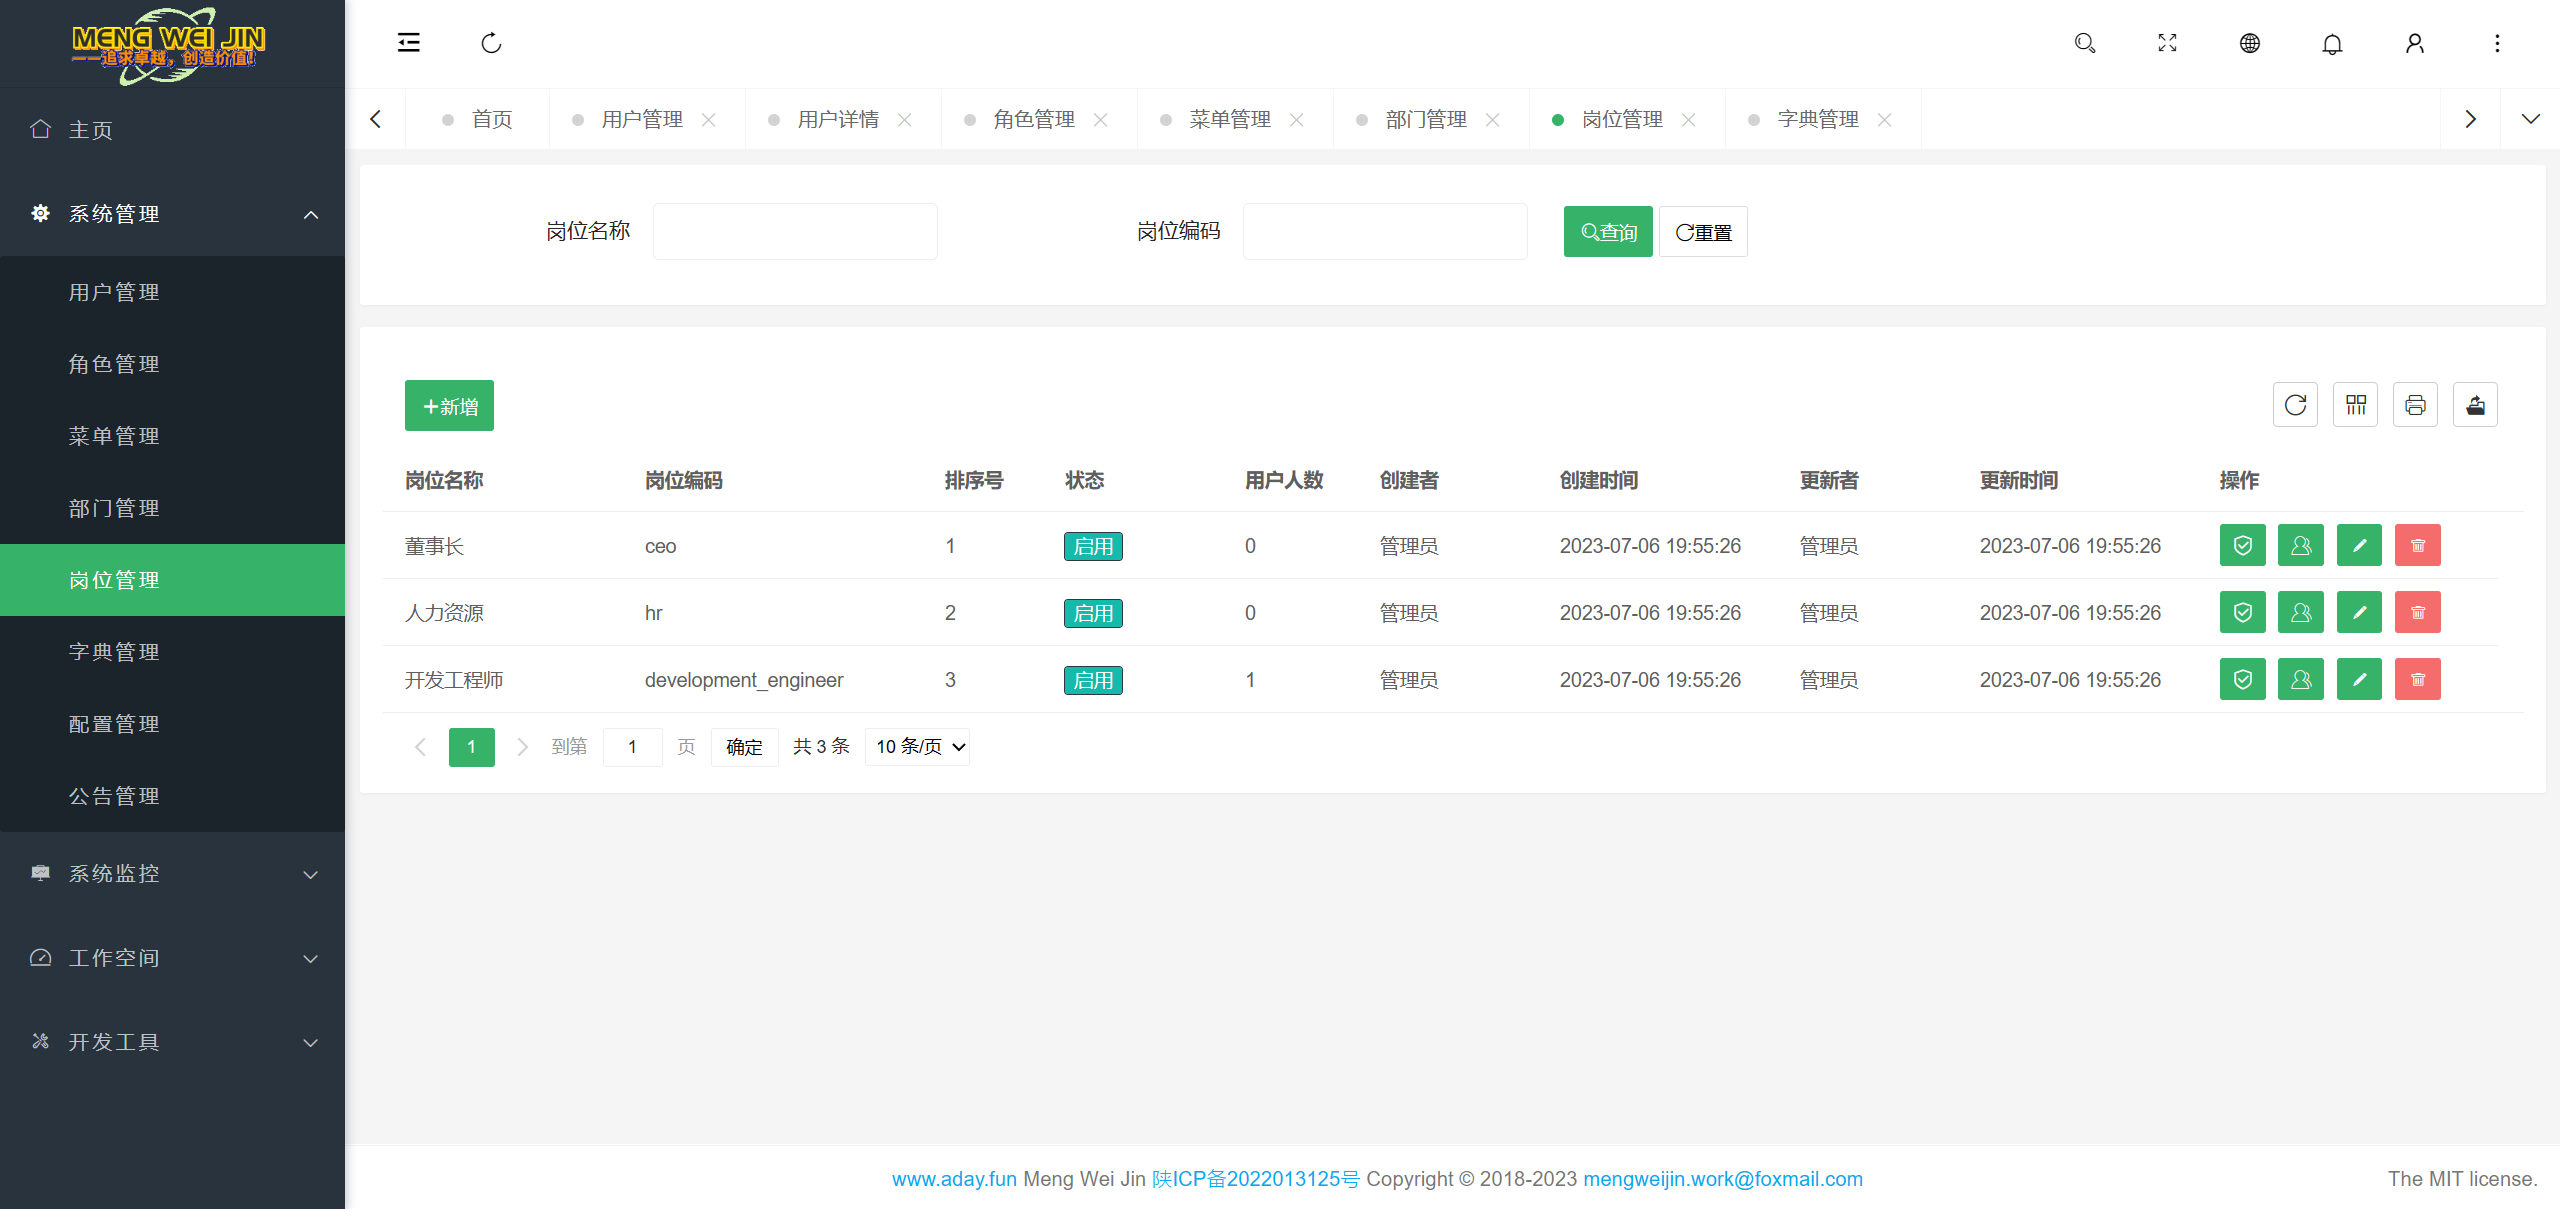 MENG WEI JIN
——追求卓越，创造价值!
主页
系统管理
用户管理
角色管理
菜单管理
部门管理
岗位管理
字典管理
配置管理
公告管理
系统监控
工作空间
开发工具
首页 用户管理 用户详情 角色管理 菜单管理 部门管理 岗位管理 字典管理
岗位名称 岗位编码 查询 重置
新增
岗位名称 岗位编码 排序号 状态 用户人数 创建者 创建时间 更新者 更新时间 操作
董事长 ceo 1 启用 0 管理员 2023-07-06 19:55:26 管理员 2023-07-06 19:55:26
人力资源 hr 2 启用 0 管理员 2023-07-06 19:55:26 管理员 2023-07-06 19:55:26
开发工程师 development_engineer 3 启用 1 管理员 2023-07-06 19:55:26 管理员 2023-07-06 19:55:26
1 到第 1 页 确定 共 3 条 10 条/页
www.aday.fun Meng Wei Jin 陕ICP备2022013125号 Copyright © 2018-2023 mengweijin.work@foxmail.com
The MIT license.